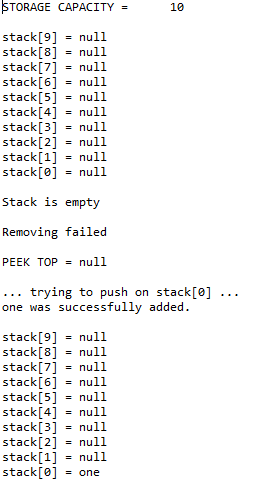 STORAGE CAPACITY =      10
stack[9] = null
stack[8] = null
stack[7] = null
stack[6] = null
stack[5] = null
stack[4] = null
stack[3] = null
stack[2] = null
stack[1] = null
stack[0] = null
Stack is empty
Removing failed
PEEK TOP = null
... trying to push on stack[0] ...
one was successfully added.
stack[9] = null
stack[8] = null
stack[7] = null
stack[6] = null
stack[5] = null
stack[4] = null
stack[3] = null
stack[2] = null
stack[1] = null
stack[0] = one